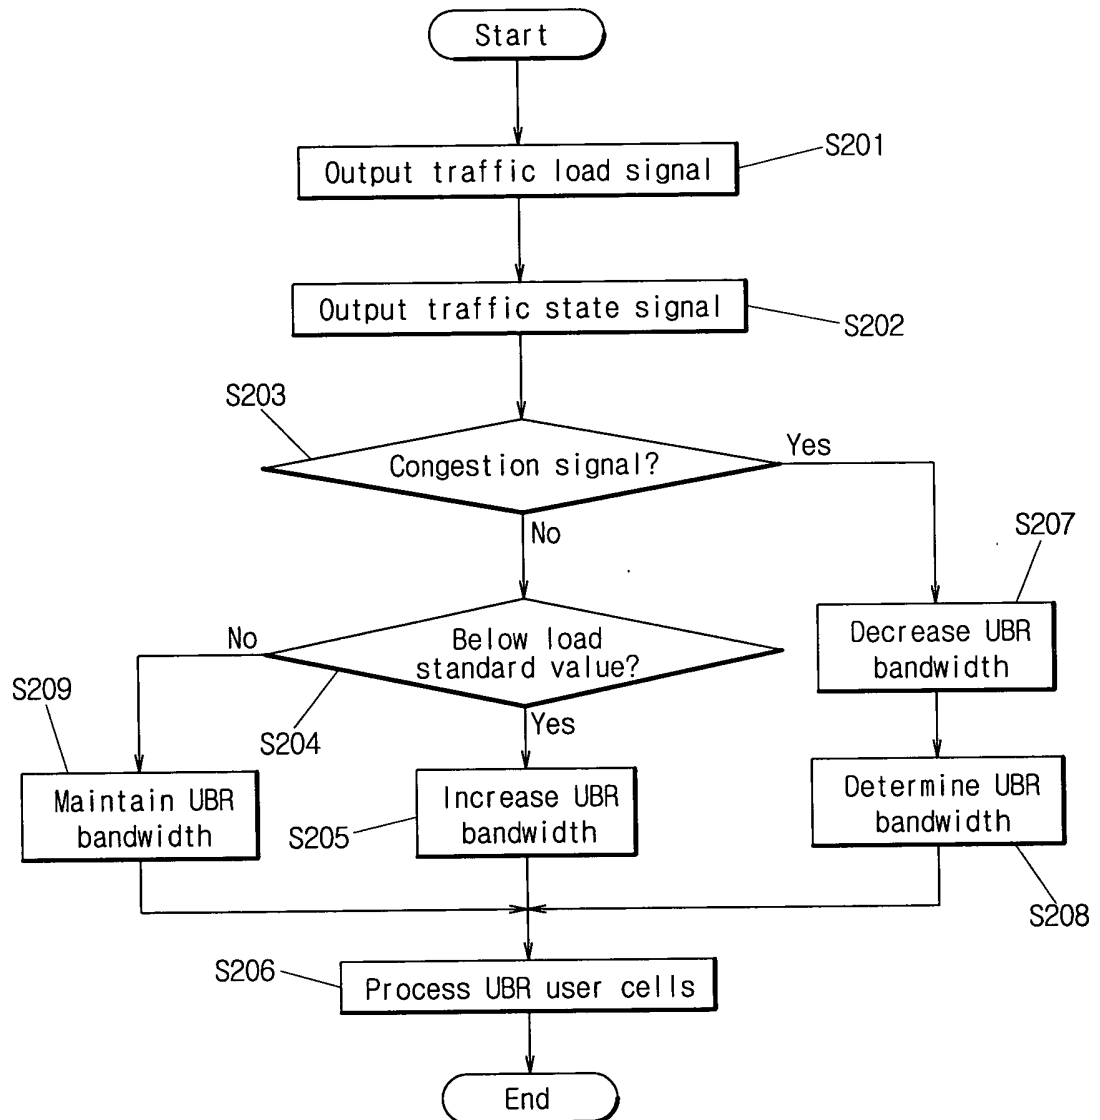 Start
Output traffic load signal
S201
Output traffic state signal
S202
S203
Congestion signal?
Yes
No
S207
Decrease UBR
bandwidth
No
Below load
standard value?
S204
Yes
S209
Maintain UBR
bandwidth
Increase UBR
bandwidth
S205
Determine UBR
bandwidth
S208
S206
Process UBR user cells
End